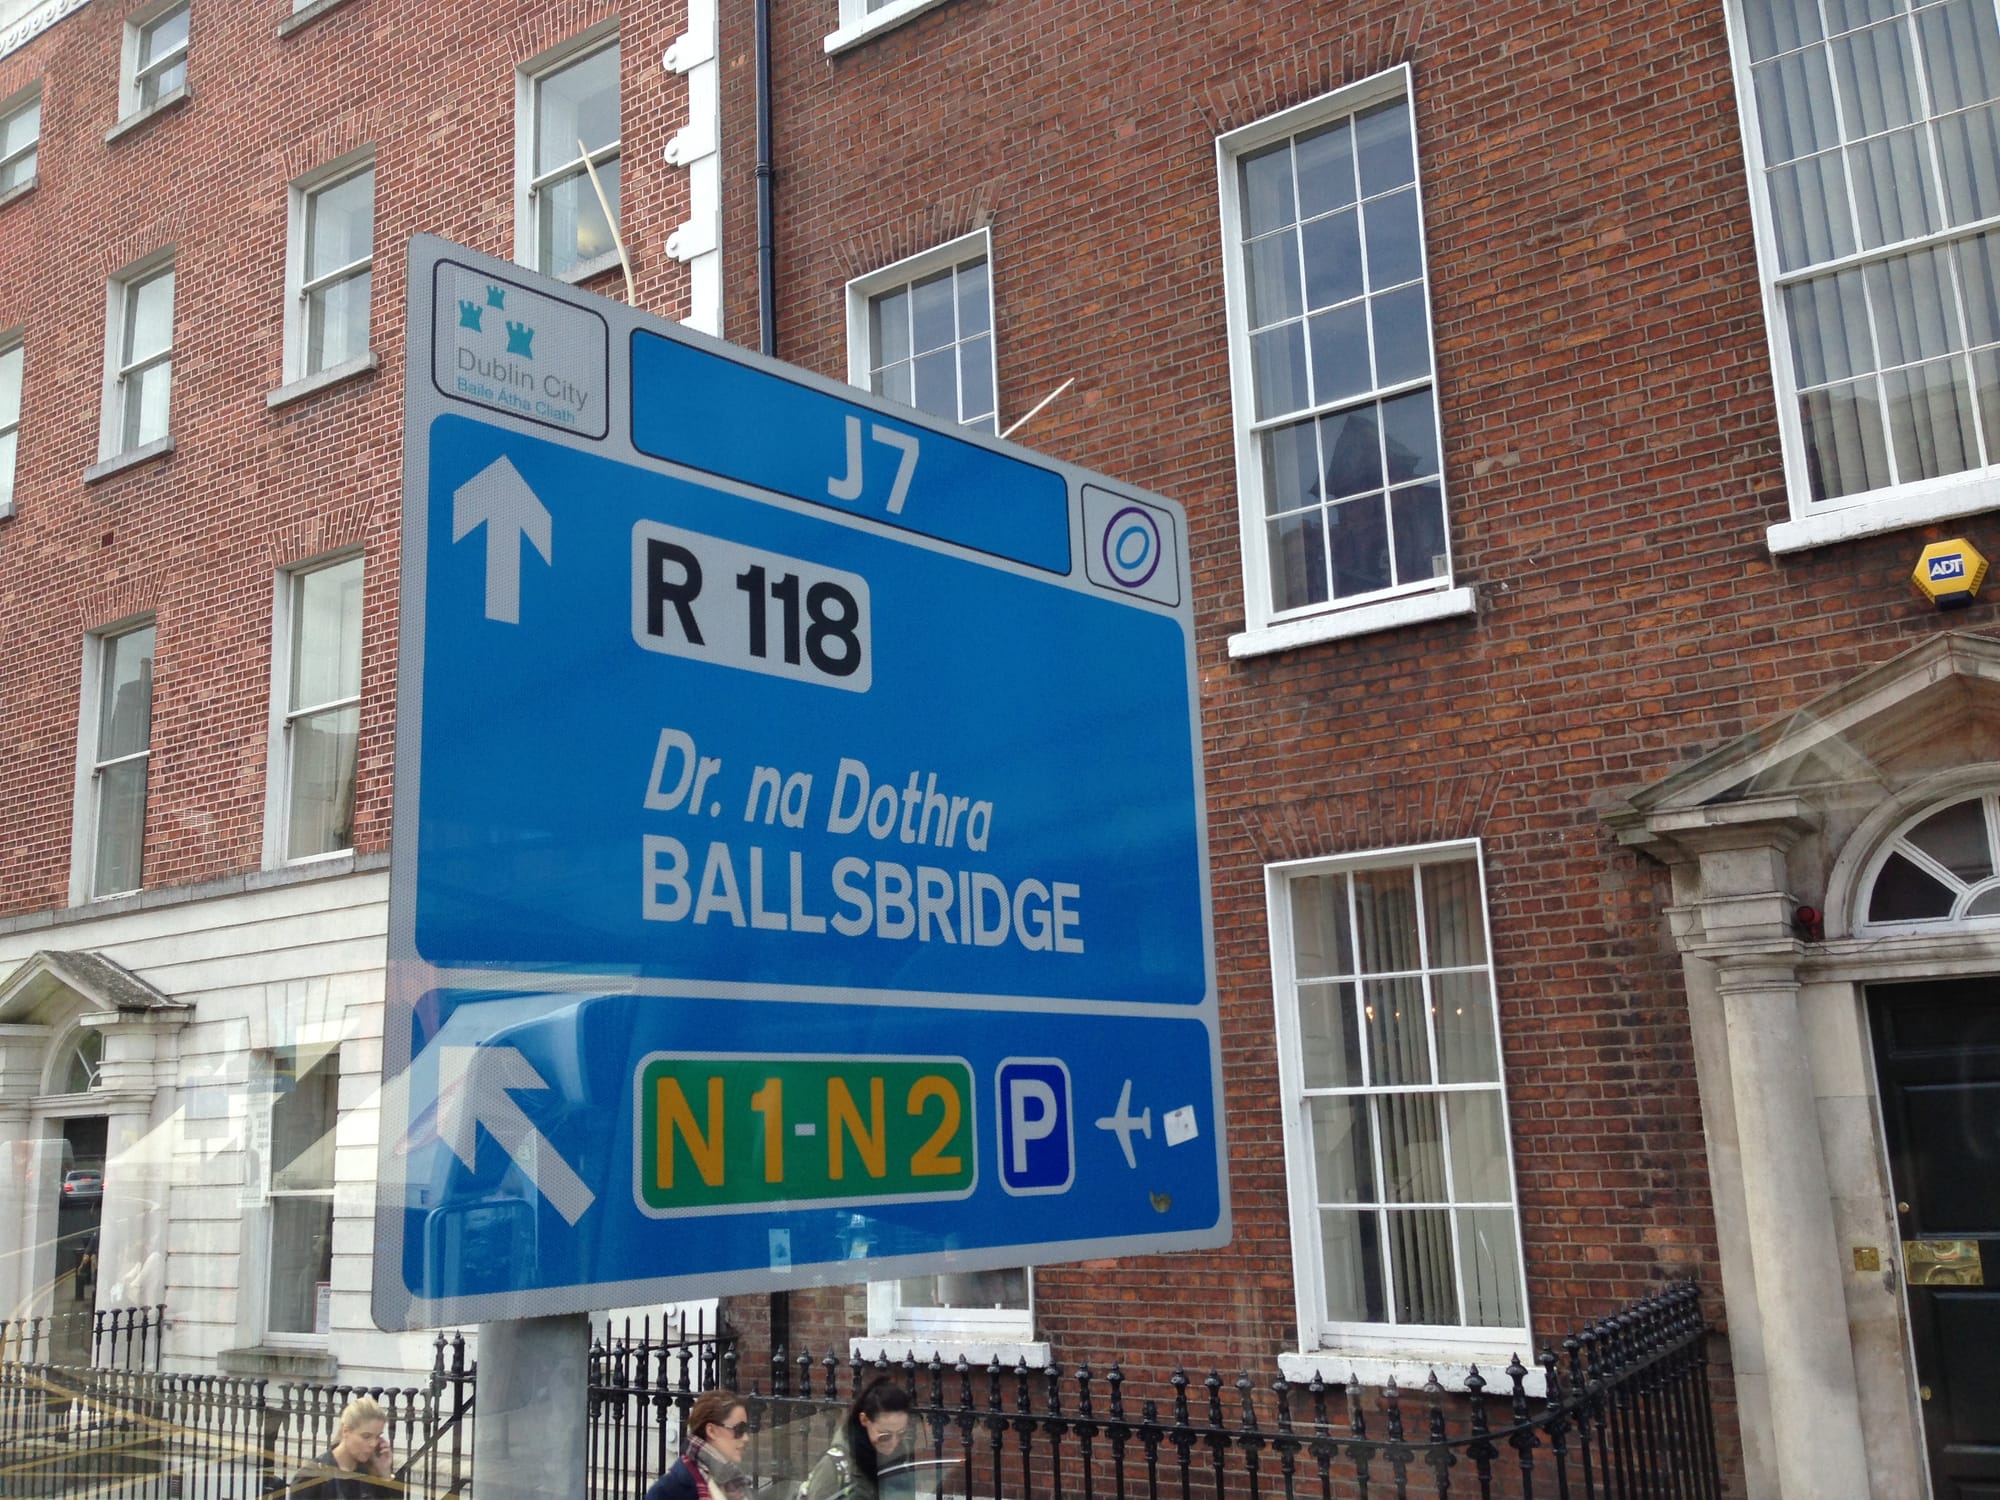 Dublin City
Baile Átha Cliath
J7
R 118
Dr. na Dothra
BALLSBRIDGE
N1-N2 P
ADT